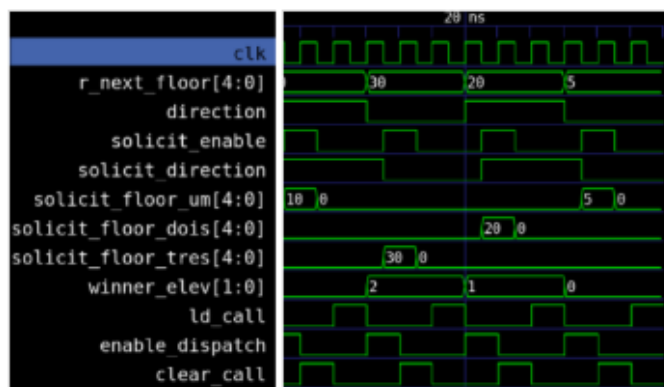 20 ns
clk
r_next_floor[4:0] 30 20 5
direction
solicit_enable
solicit_direction
solicit_floor_um[4:0] 10 0 5 0
solicit_floor_dois[4:0] 20 0
solicit_floor_tres[4:0] 30 0
winner_elev[1:0] 2 1 0
ld_call
enable_dispatch
clear_call